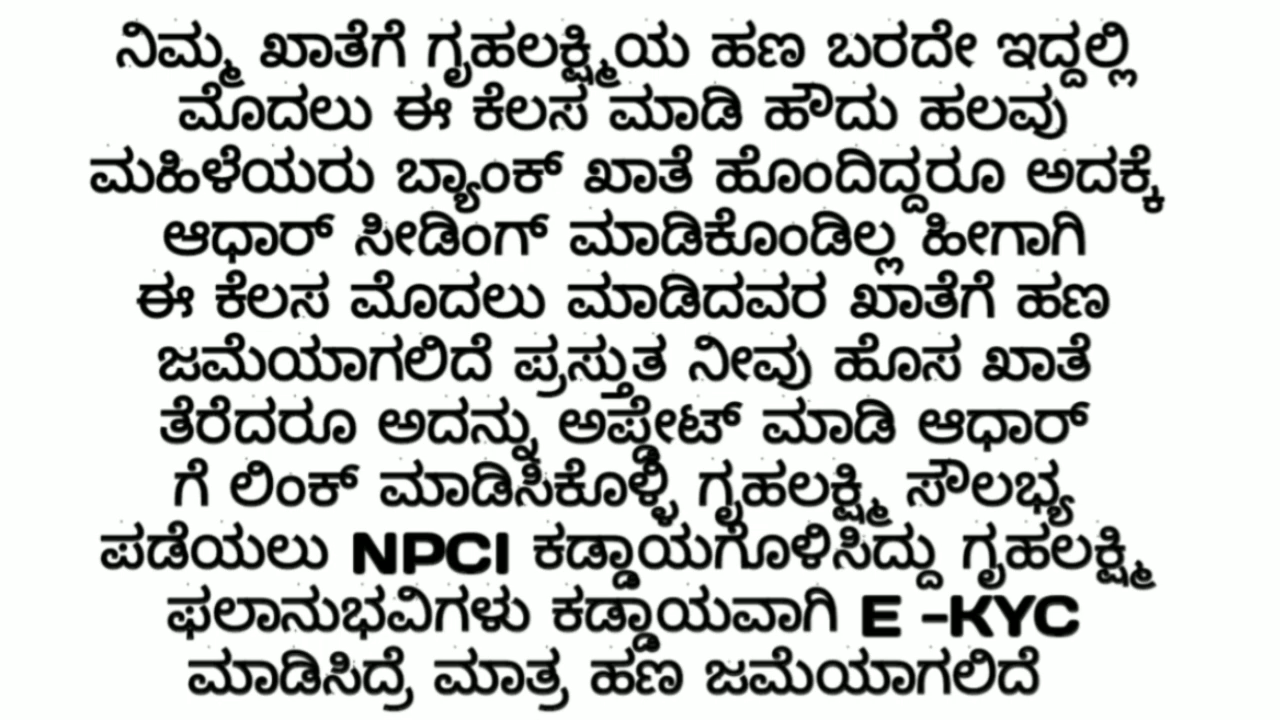 ನಿಮ್ಮ ಖಾತೆಗೆ ಗೃಹಲಕ್ಷ್ಮಿಯ ಹಣ ಬರದೇ ಇದ್ದಲ್ಲಿ
ಮೊದಲು ಈ ಕೆಲಸ ಮಾಡಿ ಹೌದು ಹಲವು
ಮಹಿಳೆಯರು ಬ್ಯಾಂಕ್ ಖಾತೆ ಹೊಂದಿದ್ದರೂ ಅದಕ್ಕೆ
ಆಧಾರ್ ಸೀಡಿಂಗ್ ಮಾಡಿಕೊಂಡಿಲ್ಲ ಹೀಗಾಗಿ
ಈ ಕೆಲಸ ಮೊದಲು ಮಾಡಿದವರ ಖಾತೆಗೆ ಹಣ
ಜಮೆಯಾಗಲಿದೆ ಪ್ರಸ್ತುತ ನೀವು ಹೊಸ ಖಾತೆ
ತೆರೆದರೂ ಅದನ್ನು ಅಪ್ಡೇಟ್ ಮಾಡಿ ಆಧಾರ್
ಗೆ ಲಿಂಕ್ ಮಾಡಿಸಿಕೊಳ್ಳಿ ಗೃಹಲಕ್ಷ್ಮಿ ಸೌಲಭ್ಯ
ಪಡೆಯಲು NPCI ಕಡ್ಡಾಯಗೊಳಿಸಿದ್ದು ಗೃಹಲಕ್ಷ್ಮಿ
ಫಲಾನುಭವಿಗಳು ಕಡ್ಡಾಯವಾಗಿ E -KYC
ಮಾಡಿಸಿದ್ರೆ ಮಾತ್ರ ಹಣ ಜಮೆಯಾಗಲಿದೆ